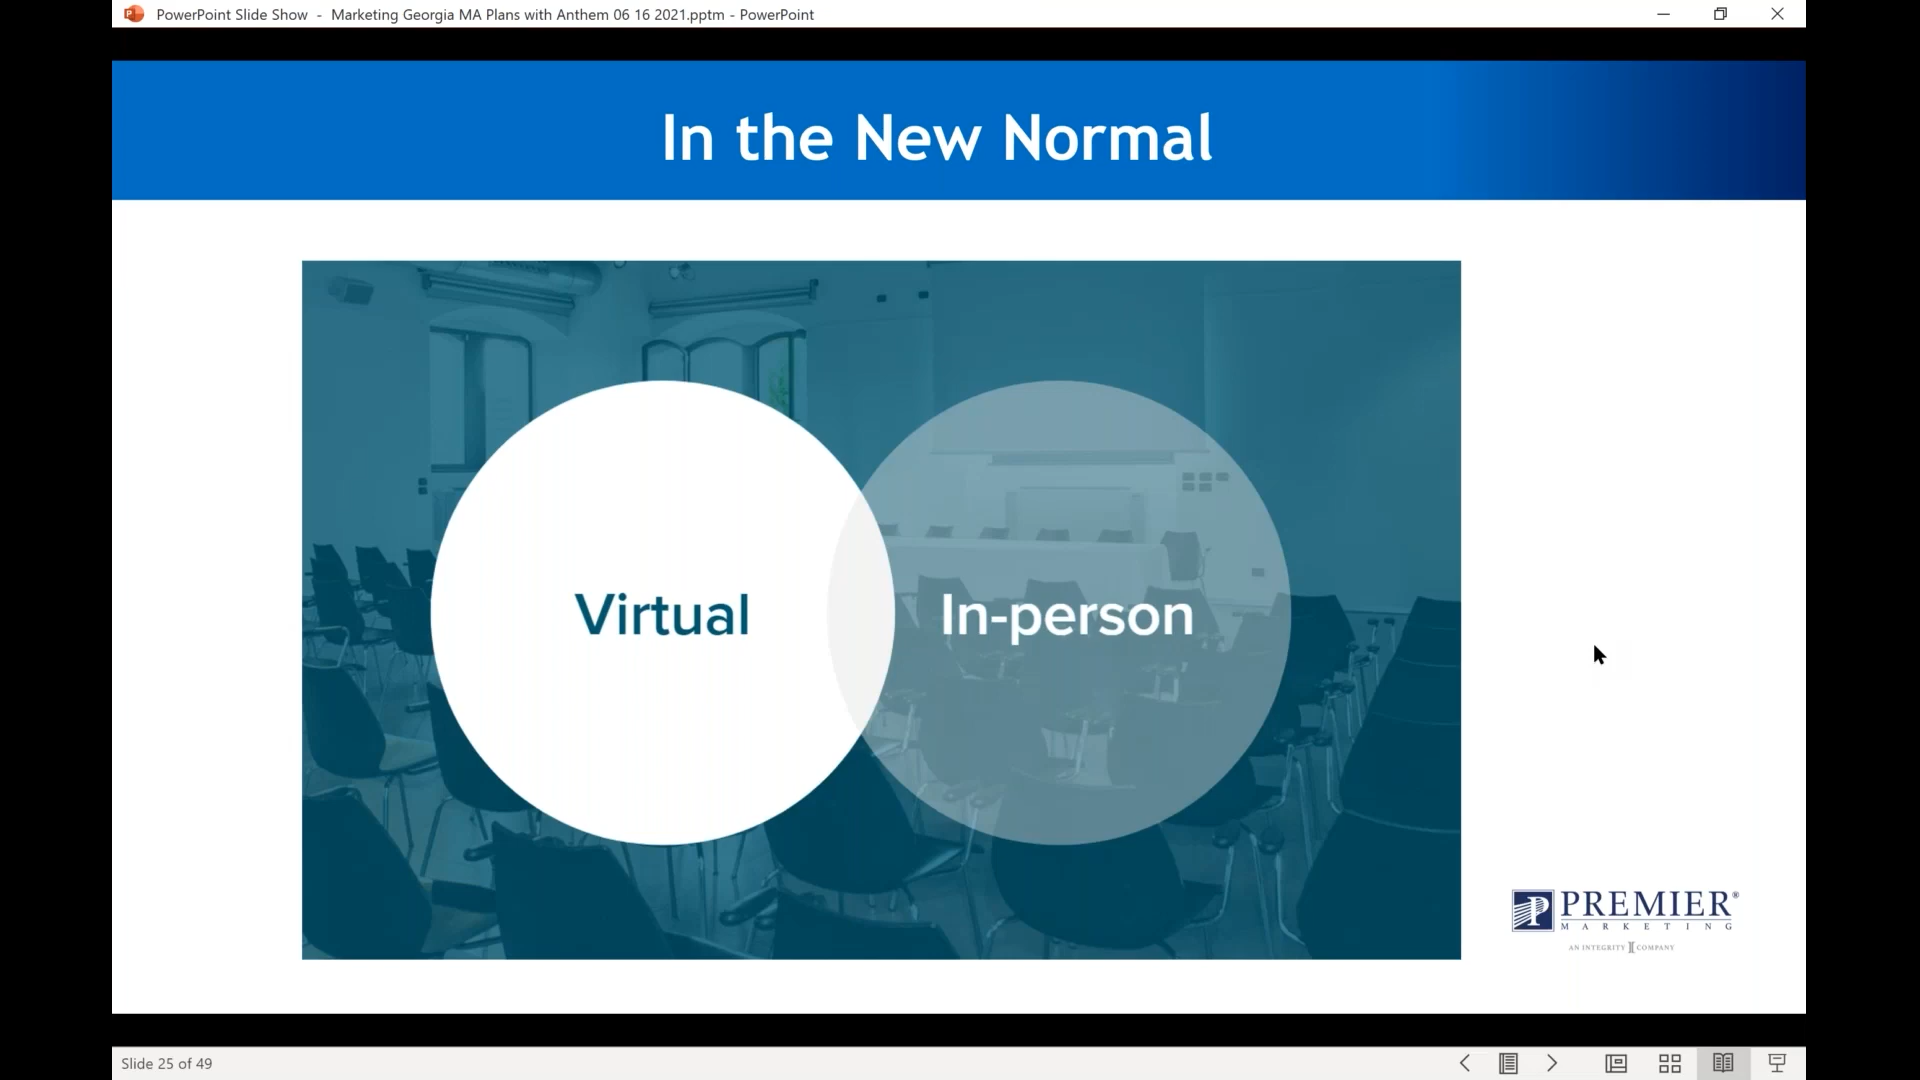 PowerPoint Slide Show - Marketing Georgia MA Plans with Anthem 06 16 2021.pptm - PowerPoint
In the New Normal
Virtual
In-person
PREMIER®
MARKETING
AN INTEGRITY COMPANY
Slide 25 of 49